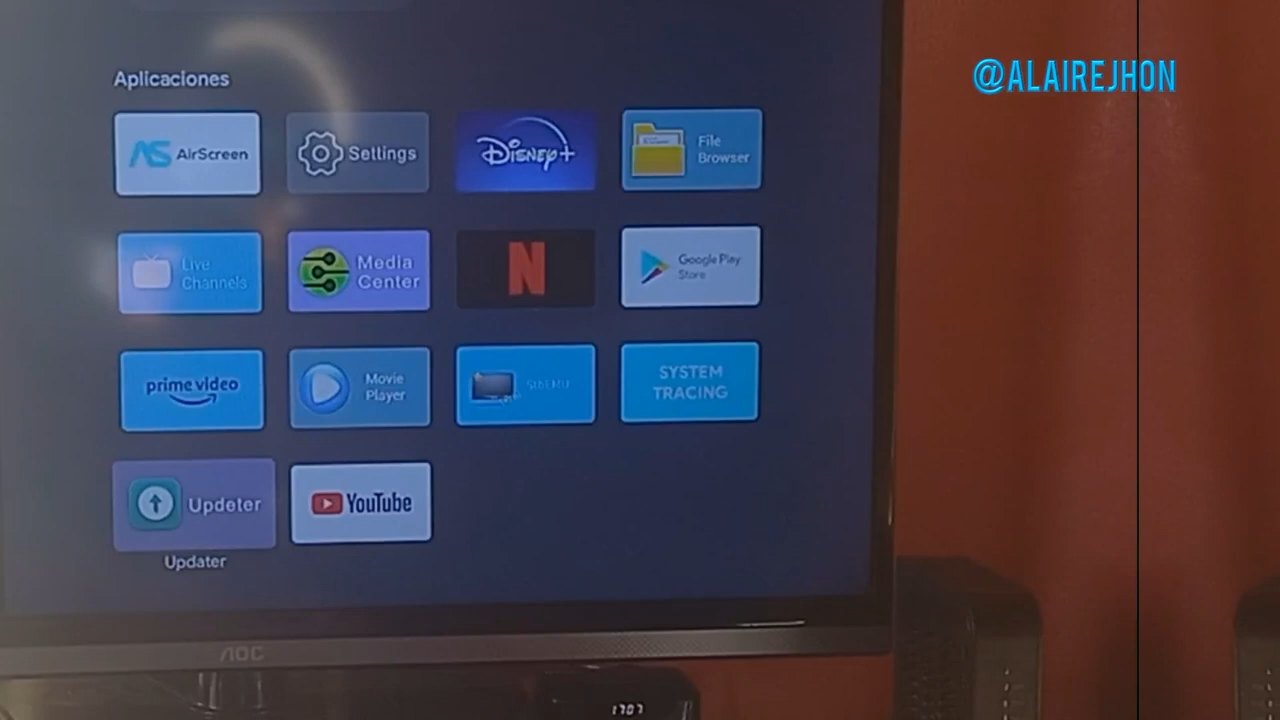 @ALAIREJHON
Aplicaciones
AirScreen
Settings
Disney+
File
Browser
Live
Channels
Media
Center
N
Google Play
Store
prime video
Movie
Player
SYSTEM
TRACING
Updeter
YouTube
Updater
AOC
1707